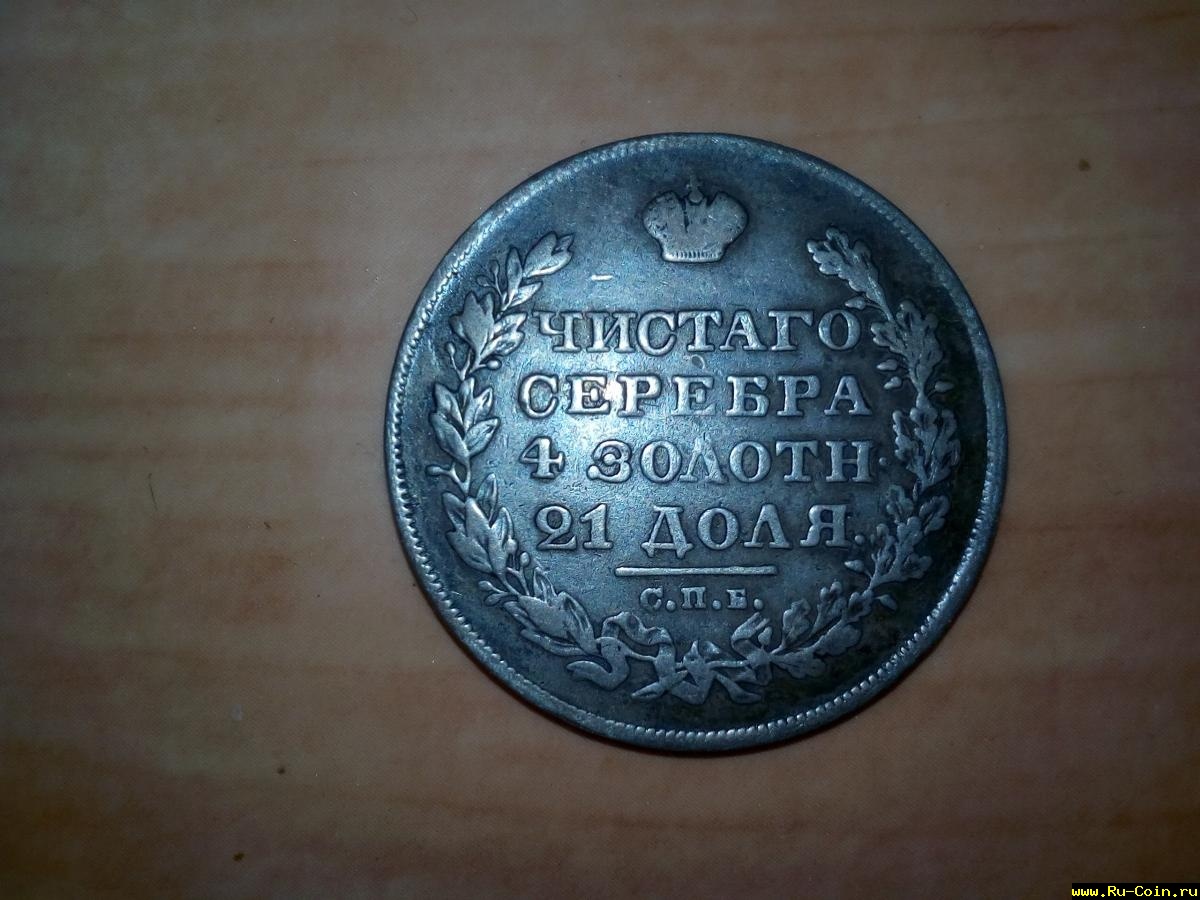 ЧИСТАГО
СЕРЕБРА
4 ЗОЛОТН.
21 ДОЛЯ.
С.П.Б.
www.Ru-Coin.ru